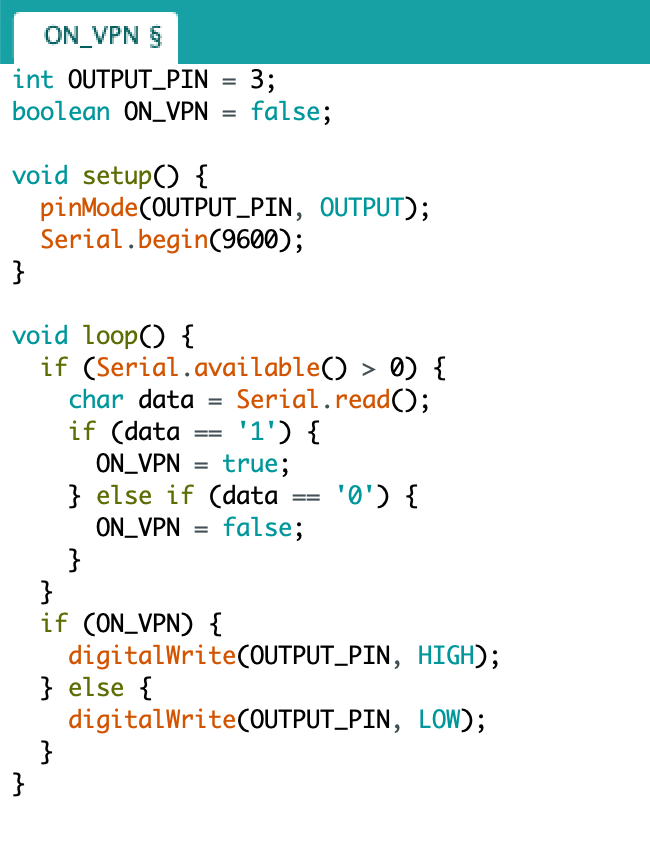 ON_VPN §
int OUTPUT_PIN = 3;
boolean ON_VPN = false;

void setup() {
  pinMode(OUTPUT_PIN, OUTPUT);
  Serial.begin(9600);
}

void loop() {
  if (Serial.available() > 0) {
    char data = Serial.read();
    if (data == '1') {
      ON_VPN = true;
    } else if (data == '0') {
      ON_VPN = false;
    }
  }
  if (ON_VPN) {
    digitalWrite(OUTPUT_PIN, HIGH);
  } else {
    digitalWrite(OUTPUT_PIN, LOW);
  }
}